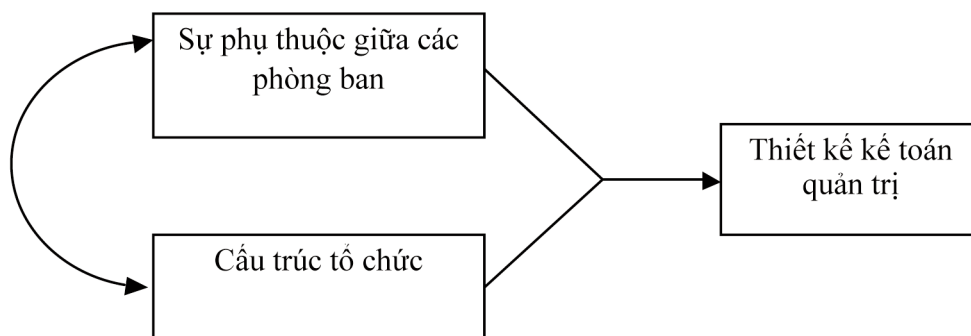 Sự phụ thuộc giữa các
phòng ban
Thiết kế kế toán
quản trị
Cấu trúc tổ chức